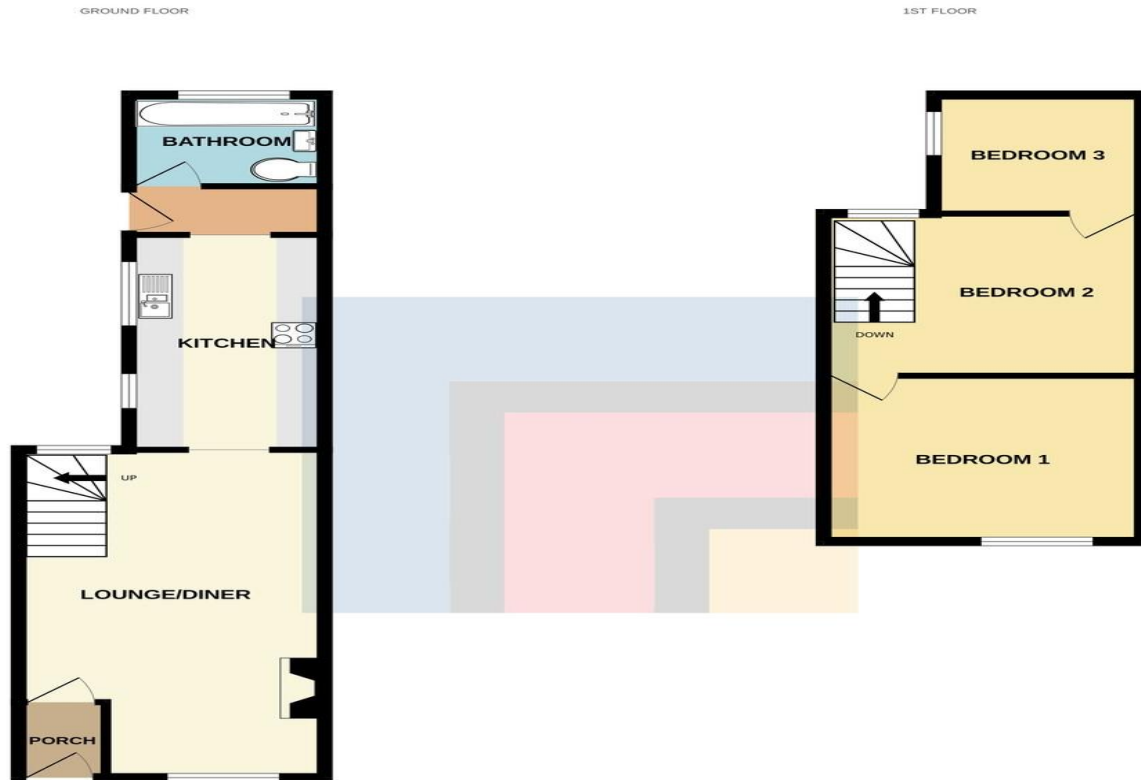 GROUND FLOOR
BATHROOM
KITCHEN
UP
LOUNGE/DINER
PORCH
1ST FLOOR
BEDROOM 3
BEDROOM 2
DOWN
BEDROOM 1